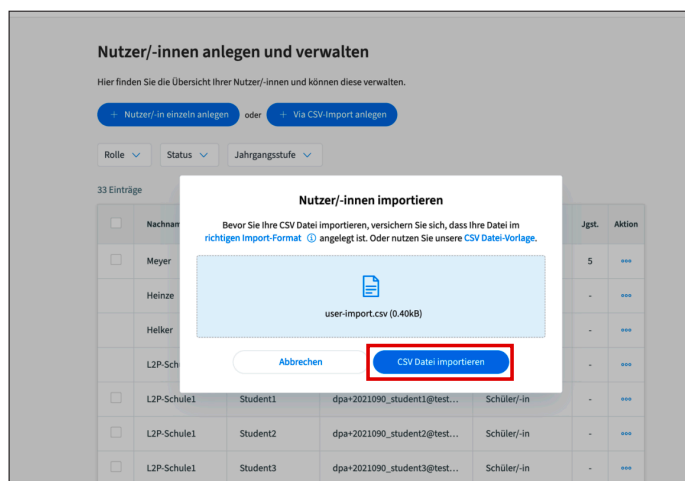 Nutzer/-innen anlegen und verwalten
Hier finden Sie die Übersicht Ihrer Nutzer/-innen und können diese verwalten.
+ Nutzer/-in einzeln anlegen oder + Via CSV-Import anlegen
Rolle Status Jahrgangsstufe
33 Einträge
Nutzer/-innen importieren
Bevor Sie Ihre CSV Datei importieren, versichern Sie sich, dass Ihre Datei im
richtigen Import-Format ⓘ angelegt ist. Oder nutzen Sie unsere CSV Datei-Vorlage.
user-import.csv (0.40kB)
Abbrechen CSV Datei importieren
Nachnam Jgst. Aktion
Meyer 5
Heinze -
Helker -
L2P-Sch -
L2P-Schule1 Student1 dpa+2021090_student1@test... Schüler/-in -
L2P-Schule1 Student2 dpa+2021090_student2@test... Schüler/-in -
L2P-Schule1 Student3 dpa+2021090_student3@test... Schüler/-in -